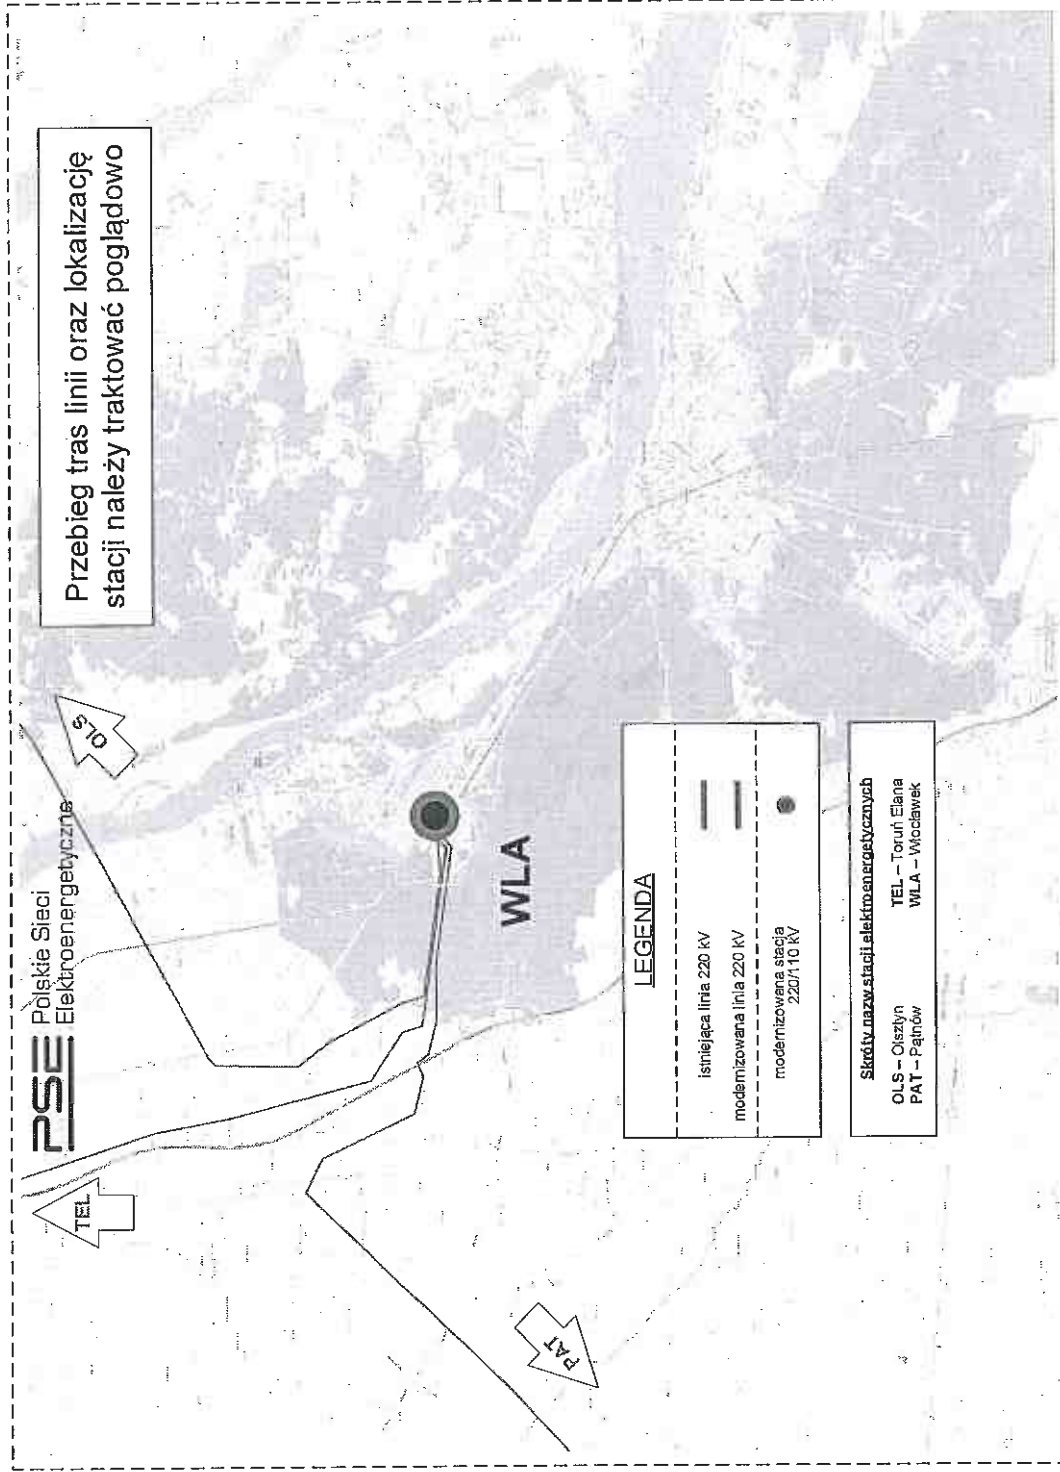 PSE
Polskie Sieci
Elektroenergetyczne
Przebieg tras linii oraz lokalizację
stacji należy traktować poglądowo
TEL
OLS
WLA
PAT
LEGENDA
istniejąca linia 220 kV
modernizowana linia 220 kV
modernizowana stacja
220/110 kV
Skróty nazw stacji elektroenergetycznych
OLS – Olsztyn TEL – Toruń Elana
PAT – Pątnów WLA – Włocławek